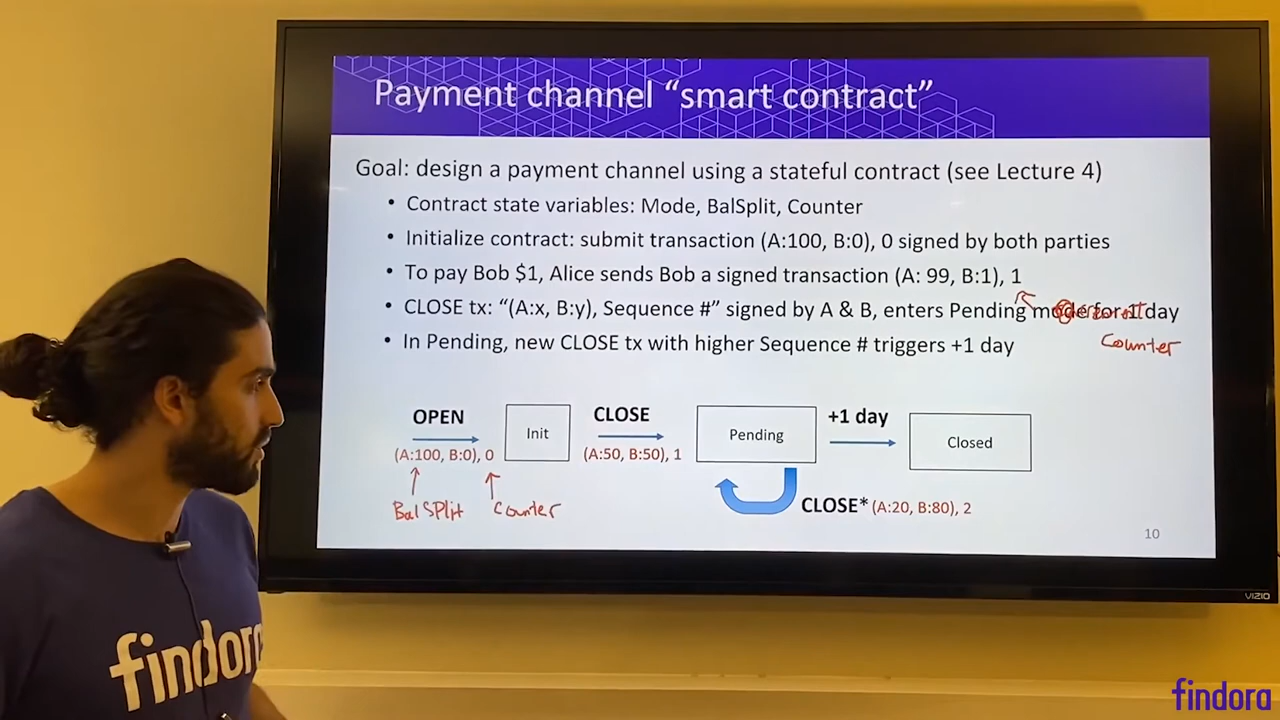 Payment channel “smart contract”
Goal: design a payment channel using a stateful contract (see Lecture 4)
• Contract state variables: Mode, BalSplit, Counter
• Initialize contract: submit transaction (A:100, B:0), 0 signed by both parties
• To pay Bob $1, Alice sends Bob a signed transaction (A: 99, B:1), 1
• CLOSE tx: “(A:x, B:y), Sequence #” signed by A & B, enters Pending mode for 1 day
Counter
• In Pending, new CLOSE tx with higher Sequence # triggers +1 day
OPEN
(A:100, B:0), 0
BalSPlit
Counter
Init
CLOSE
(A:50, B:50), 1
Pending
+1 day
Closed
CLOSE* (A:20, B:80), 2
10
VIZIO
findora
findora